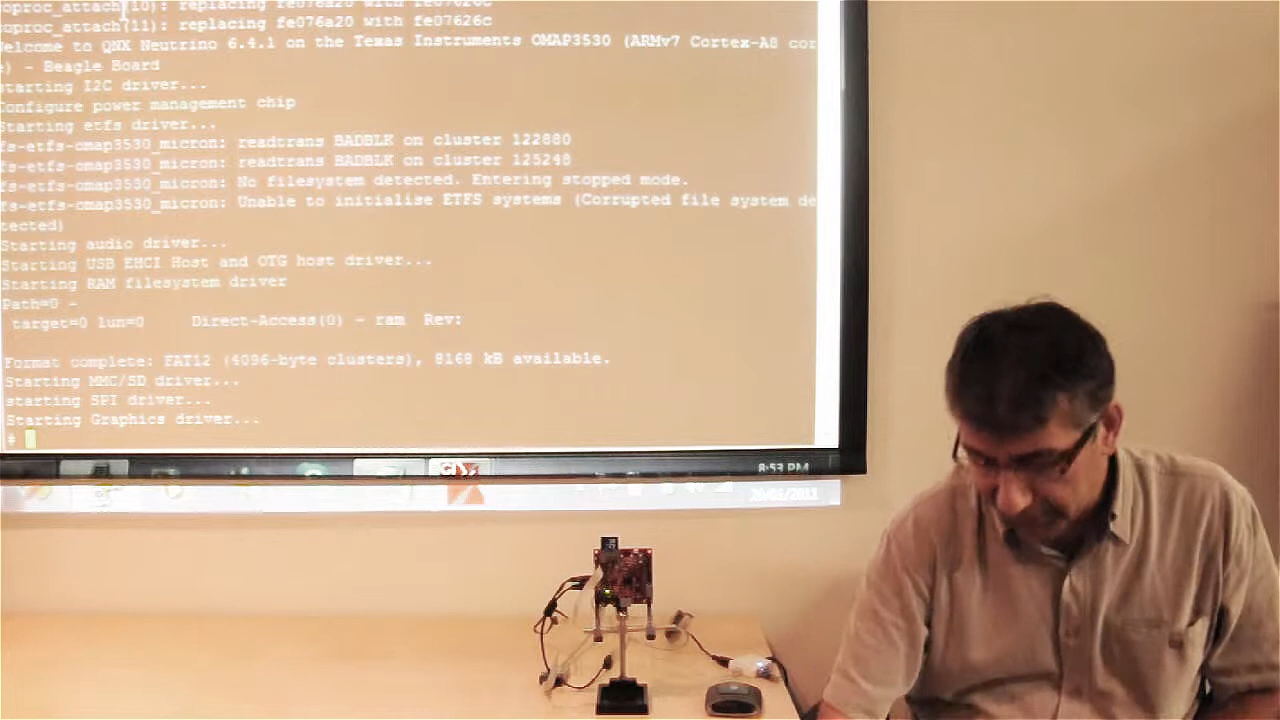 oproc_attach(10): replacing fe076a20 with fe07626c
oproc_attach(11): replacing fe076a20 with fe07626c
Welcome to QNX Neutrino 6.4.1 on the Texas Instruments OMAP3530 (ARMv7 Cortex-A8 cor
e) - Beagle Board
starting I2C driver...
Configure power management chip
Starting etfs driver...
fs-etfs-omap3530_micron: readtrans BADBLK on cluster 122880
fs-etfs-omap3530_micron: readtrans BADBLK on cluster 125248
fs-etfs-omap3530_micron: No filesystem detected. Entering stopped mode.
fs-etfs-omap3530_micron: Unable to initialise ETFS systems (Corrupted file system de
tected)
Starting audio driver...
Starting USB EHCI Host and OTG host driver...
Starting RAM filesystem driver
Path=0 -
target=0 lun=0 Direct-Access(0) - ram Rev:
Format complete: FAT12 (4096-byte clusters), 8168 kB available.
Starting MMC/SD driver...
starting SPI driver...
Starting Graphics driver...
#
8:53 PM